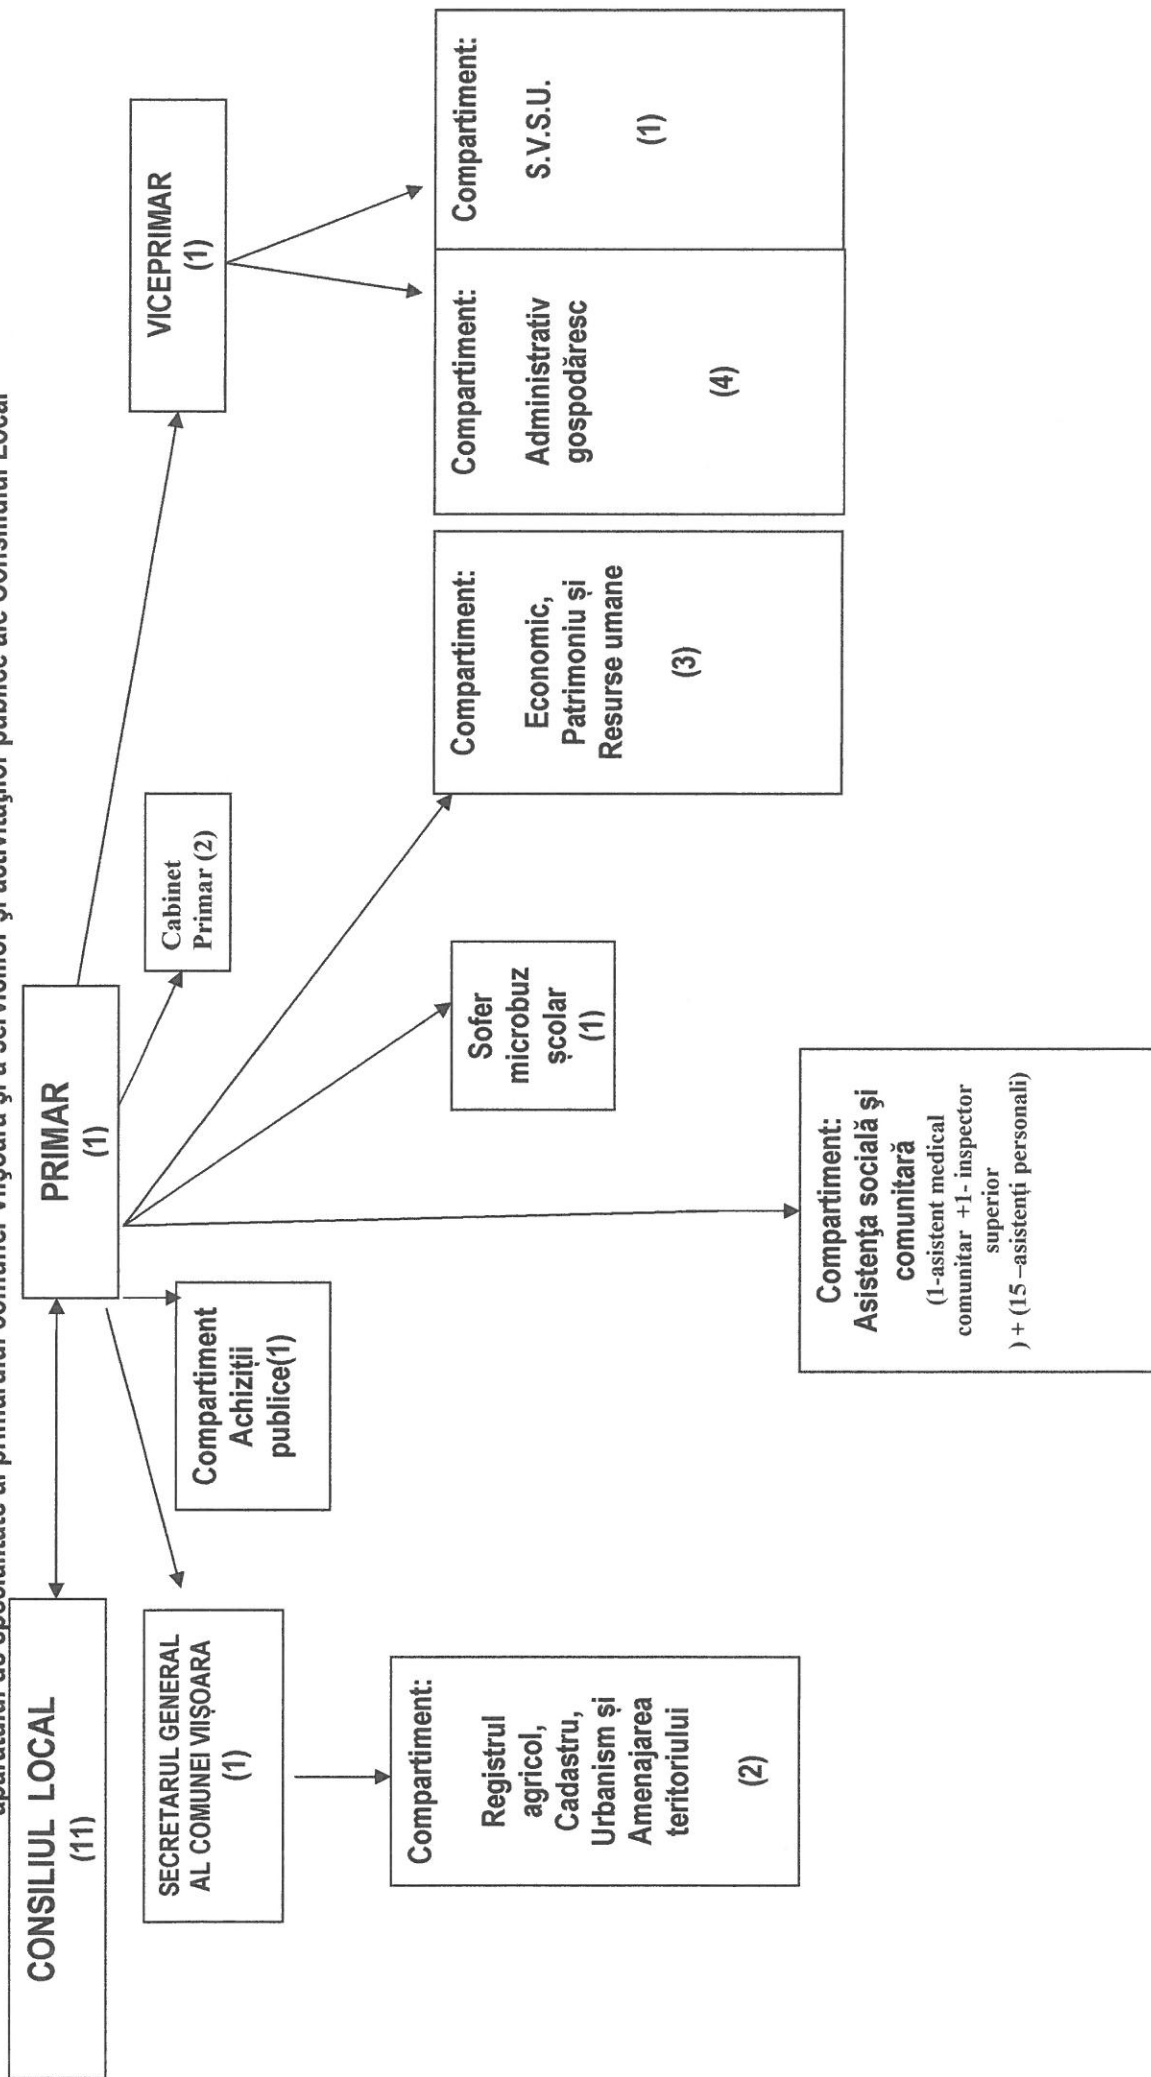 aparatului de specialitate al primarului comunei Viișoara și a serviciilor și activităților publice ale Consiliului Local
CONSILIUL LOCAL
(11)
PRIMAR
(1)
VICEPRIMAR
(1)
SECRETARUL GENERAL
AL COMUNEI VIIȘOARA
(1)
Compartiment
Achiziții
publice(1)
Cabinet
Primar (2)
Compartiment:
Registrul
agricol,
Cadastru,
Urbanism și
Amenajarea
teritoriului
(2)
Compartiment:
Asistența socială și
comunitară
(1-asistent medical
comunitar +1- inspector
superior
) + (15 –asistenți personali)
Sofer
microbuz
școlar
(1)
Compartiment:
Economic,
Patrimoniu și
Resurse umane
(3)
Compartiment:
Administrativ
gospodăresc
(4)
Compartiment:
S.V.S.U.
(1)